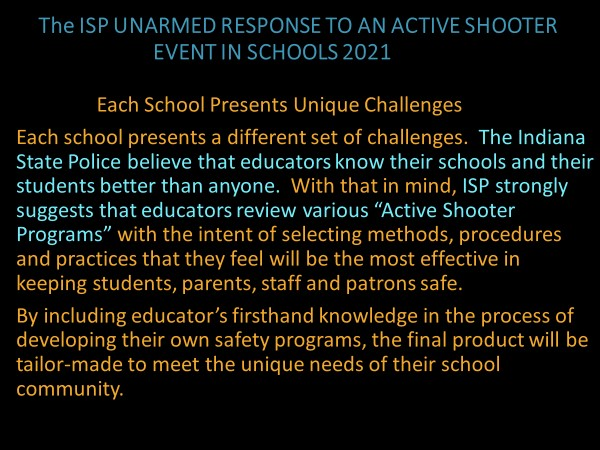 The ISP UNARMED RESPONSE TO AN ACTIVE SHOOTER
EVENT IN SCHOOLS 2021
Each School Presents Unique Challenges
Each school presents a different set of challenges. The Indiana
State Police believe that educators know their schools and their
students better than anyone. With that in mind, ISP strongly
suggests that educators review various “Active Shooter
Programs” with the intent of selecting methods, procedures
and practices that they feel will be the most effective in
keeping students, parents, staff and patrons safe.
By including educator’s firsthand knowledge in the process of
developing their own safety programs, the final product will be
tailor-made to meet the unique needs of their school
community.